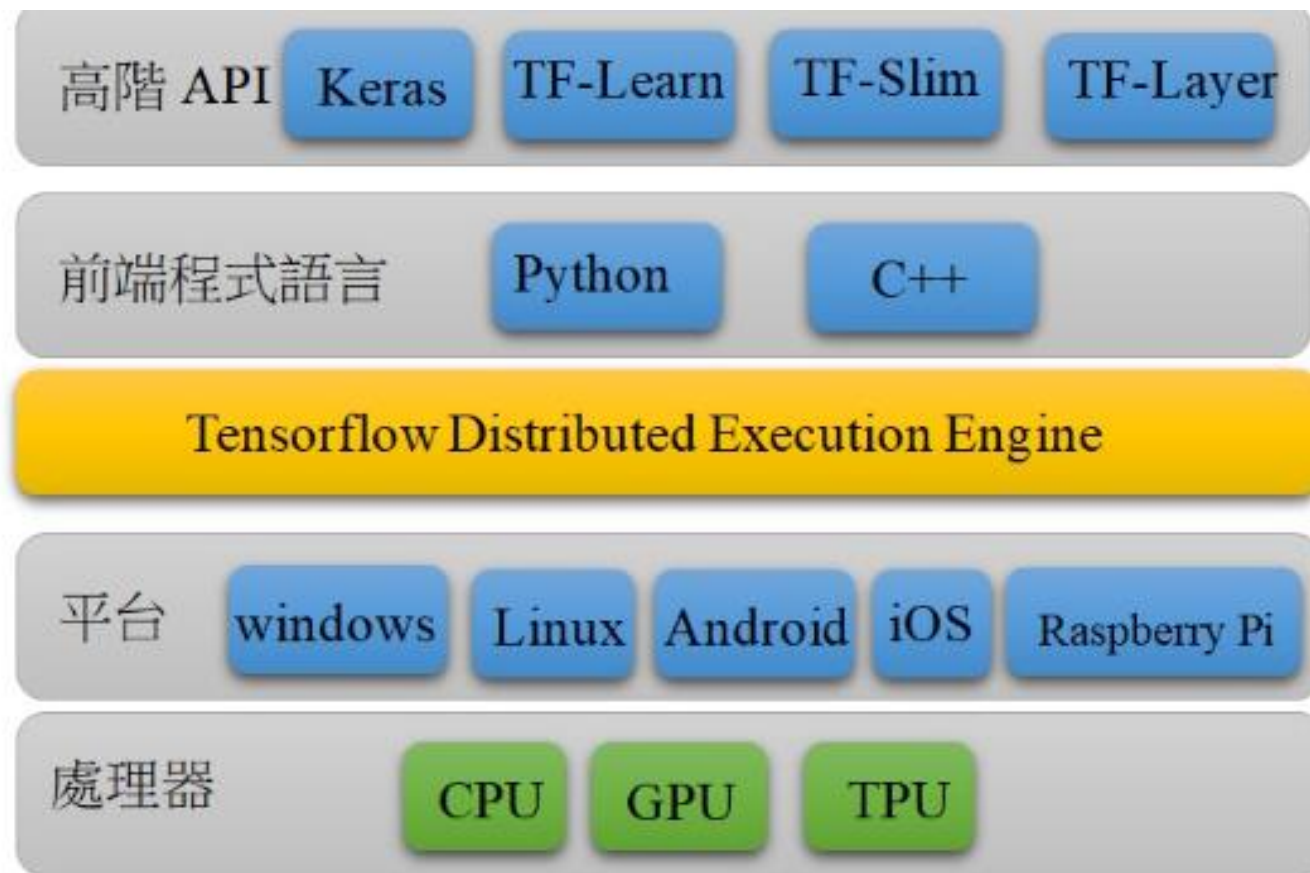 高階 API Keras TF-Learn TF-Slim TF-Layer
前端程式語言 Python C++
Tensorflow Distributed Execution Engine
平台 windows Linux Android iOS Raspberry Pi
處理器 CPU GPU TPU